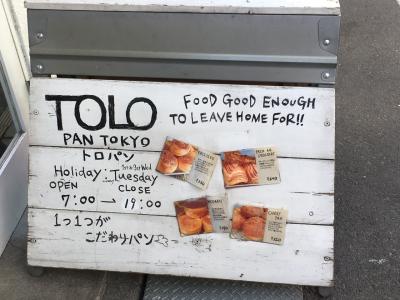 TOLO
PAN TOKYO
トロパン
FOOD GOOD ENOUGH
TO LEAVE HOME FOR!!
Holiday: Tuesday
OPEN
CLOSE
7:00 → 19:00
1つ1つが
こだわりパン